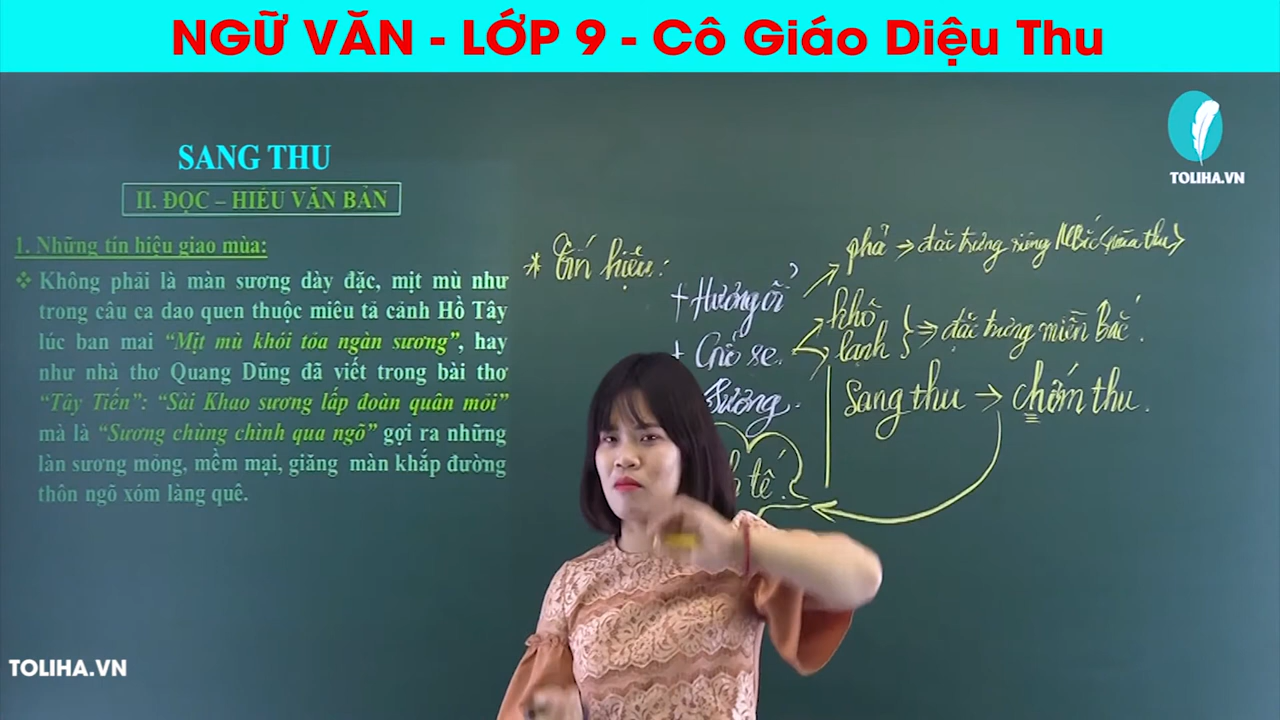 NGỮ VĂN - LỚP 9 - Cô Giáo Diệu Thu
TOLIHA.VN
SANG THU
II. ĐỌC – HIỂU VĂN BẢN
1. Những tín hiệu giao mùa:
❖ Không phải là màn sương dày đặc, mịt mù như
trong câu ca dao quen thuộc miêu tả cảnh Hồ Tây
lúc ban mai “Mịt mù khói tỏa ngàn sương”, hay
như nhà thơ Quang Dũng đã viết trong bài thơ
“Tây Tiến”: “Sài Khao sương lấp đoàn quân mỏi”
mà là “Sương chùng chình qua ngõ” gợi ra những
làn sương mỏng, mềm mại, giăng màn khắp đường
thôn ngõ xóm làng quê.
* Tín hiệu:
+ Hương ổi
phả → đặc trưng riêng (mùa thu)
+ Gió se.
khô
lạnh } ⇒ đặc trưng miền Bắc.
Sương.
Sang thu → chớm thu.
tế.
TOLIHA.VN